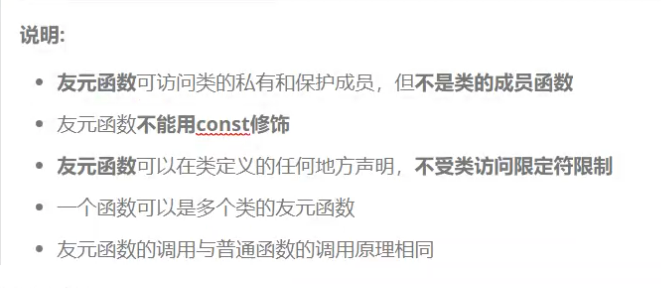 说明:
• 友元函数可访问类的私有和保护成员，但不是类的成员函数
• 友元函数不能用const修饰
• 友元函数可以在类定义的任何地方声明，不受类访问限定符限制
• 一个函数可以是多个类的友元函数
• 友元函数的调用与普通函数的调用原理相同